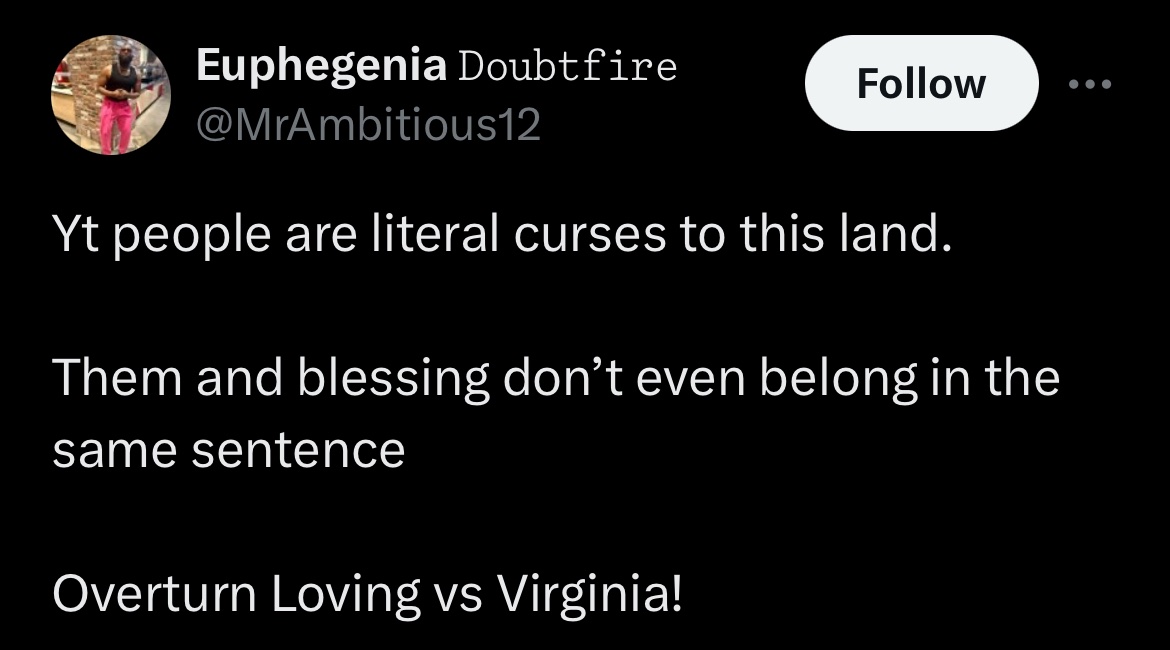 Euphegenia Doubtfire
@MrAmbitious12
Follow
Yt people are literal curses to this land.
Them and blessing don’t even belong in the
same sentence
Overturn Loving vs Virginia!